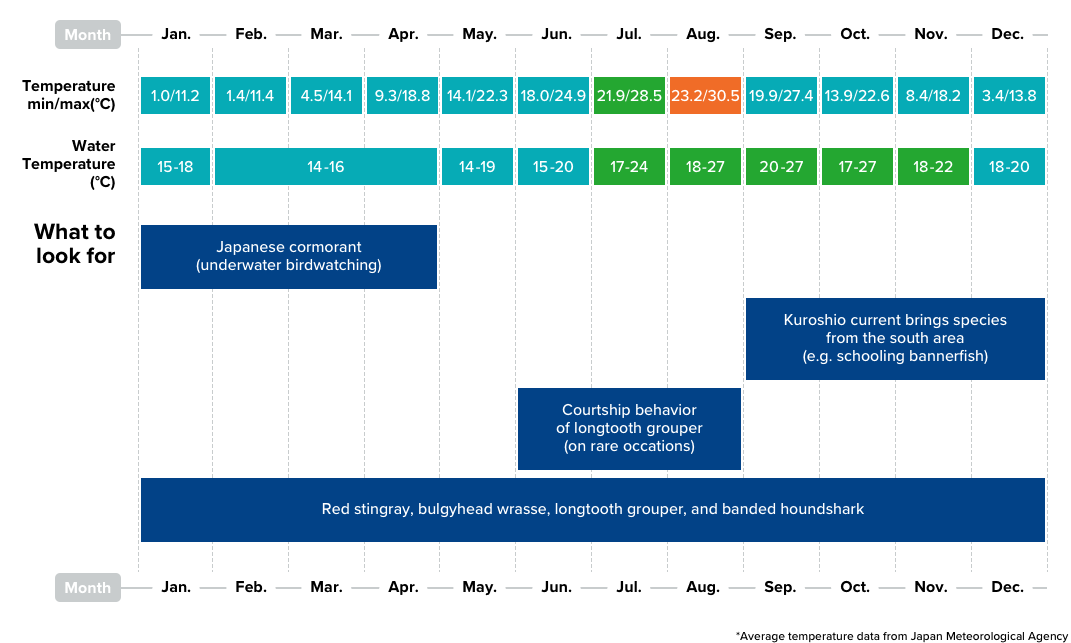 Month Jan. Feb. Mar. Apr. May. Jun. Jul. Aug. Sep. Oct. Nov. Dec.
Temperature
min/max(°C)
1.0/11.2 1.4/11.4 4.5/14.1 9.3/18.8 14.1/22.3 18.0/24.9 21.9/28.5 23.2/30.5 19.9/27.4 13.9/22.6 8.4/18.2 3.4/13.8
Water
Temperature
(°C)
15-18 14-16 14-19 15-20 17-24 18-27 20-27 17-27 18-22 18-20
What to
look for
Japanese cormorant
(underwater birdwatching)
Kuroshio current brings species
from the south area
(e.g. schooling bannerfish)
Courtship behavior
of longtooth grouper
(on rare occations)
Red stingray, bulgyhead wrasse, longtooth grouper, and banded houndshark
Month Jan. Feb. Mar. Apr. May. Jun. Jul. Aug. Sep. Oct. Nov. Dec.
*Average temperature data from Japan Meteorological Agency